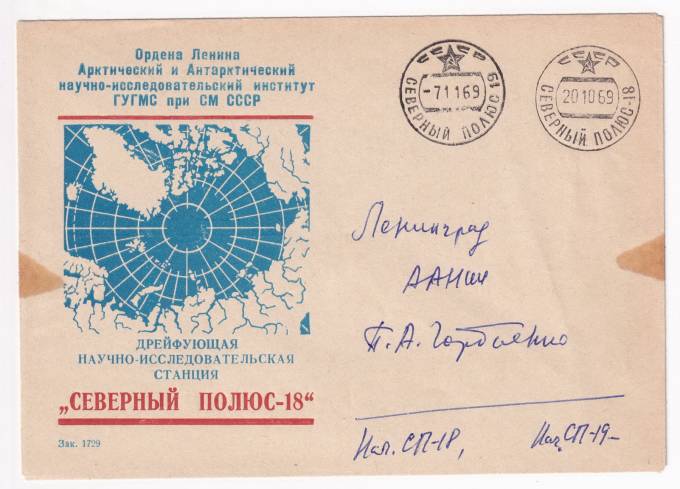 Ордена Ленина
Арктический и Антарктический
научно-исследовательский институт
ГУГМС при СМ СССР
СССР
-7 11 69
СЕВЕРНЫЙ ПОЛЮС 19
СССР
20 10 69
СЕВЕРНЫЙ ПОЛЮС-18
Ленинград
ААНИИ
П. А. Гордиенко
ДРЕЙФУЮЩАЯ
НАУЧНО-ИССЛЕДОВАТЕЛЬСКАЯ
СТАНЦИЯ
„СЕВЕРНЫЙ ПОЛЮС-18“
Нач. СП-18, Нач. СП-19-
Зак. 1729